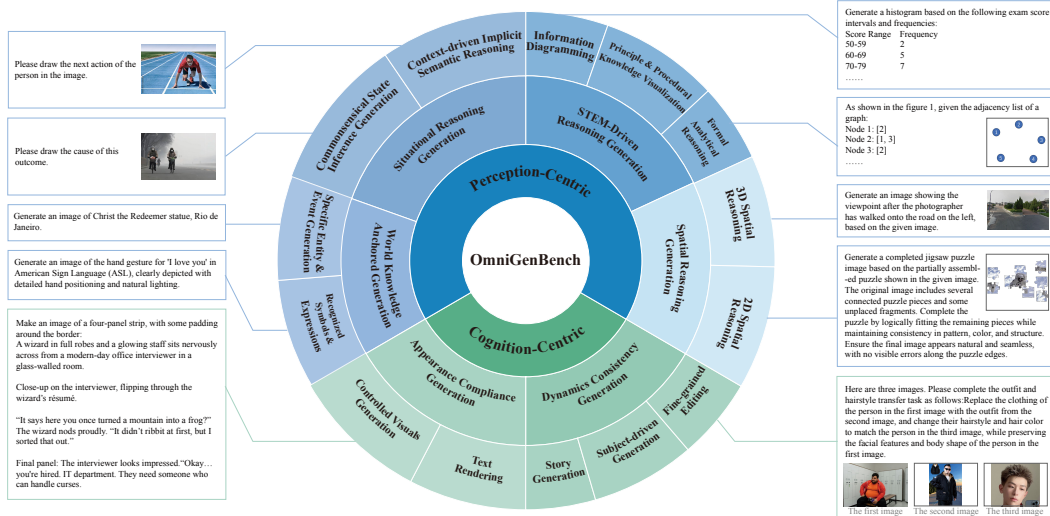 Please draw the next action of the
person in the image.
Please draw the cause of this
outcome.
Generate an image of Christ the Redeemer statue, Rio de
Janeiro.
Generate an image of the hand gesture for 'I love you' in
American Sign Language (ASL), clearly depicted with
detailed hand positioning and natural lighting.
Make an image of a four-panel strip, with some padding
around the border:
A wizard in full robes and a glowing staff sits nervously
across from a modern-day office interviewer in a
glass-walled room.
Close-up on the interviewer, flipping through the
wizard's résumé.
“It says here you once turned a mountain into a frog?”
The wizard nods proudly. “It didn't ribbit at first, but I
sorted that out.”
Final panel: The interviewer looks impressed.“Okay…
you're hired. IT department. They need someone who
can handle curses.
OmniGenBench
Perception-Centric
Cognition-Centric
Situational Reasoning
Generation
STEM-Driven
Reasoning Generation
Spatial Reasoning
Generation
World Knowledge
Anchored Generation
Appearance Compliance
Generation
Dynamics Consistency
Generation
Context-driven Implicit
Semantic Reasoning
Commonsensical State
Inference Generation
Specific Entity &
Event Generation
Recognized
Symbols &
Expressions
Information
Diagramming
Principle & Procedural
Knowledge Visualization
Formal
Analytical
Reasoning
3D Spatial
Reasoning
2D Spatial
Reasoning
Controlled Visuals
Generation
Text
Rendering
Story
Generation
Subject-driven
Generation
Fine-grained
Editing
Generate a histogram based on the following exam score
intervals and frequencies:
Score Range Frequency
50-59 2
60-69 5
70-79 7
……
As shown in the figure 1, given the adjacency list of a
graph:
Node 1: [2]
Node 2: [1, 3]
Node 3: [2]
……
1
2
3
5
4
Generate an image showing the
viewpoint after the photographer
has walked onto the road on the left,
based on the given image.
Generate a completed jigsaw puzzle
image based on the partially assembl-
-ed puzzle shown in the given image.
The original image includes several
connected puzzle pieces and some
unplaced fragments. Complete the
puzzle by logically fitting the remaining pieces while
maintaining consistency in pattern, color, and structure.
Ensure the final image appears natural and seamless,
with no visible errors along the puzzle edges.
Here are three images. Please complete the outfit and
hairstyle transfer task as follows:Replace the clothing of
the person in the first image with the outfit from the
second image, and change their hairstyle and hair color
to match the person in the third image, while preserving
the facial features and body shape of the person in the
first image.
The first image
The second image
The third image